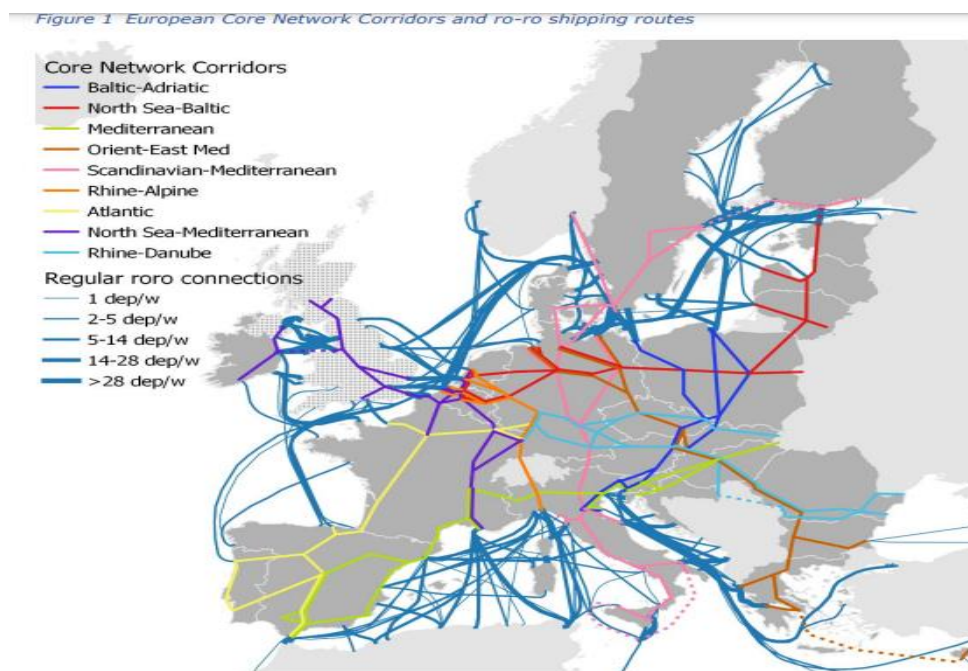 Figure 1 European Core Network Corridors and ro-ro shipping routes
Core Network Corridors
Baltic-Adriatic
North Sea-Baltic
Mediterranean
Orient-East Med
Scandinavian-Mediterranean
Rhine-Alpine
Atlantic
North Sea-Mediterranean
Rhine-Danube
Regular roro connections
1 dep/w
2-5 dep/w
5-14 dep/w
14-28 dep/w
>28 dep/w